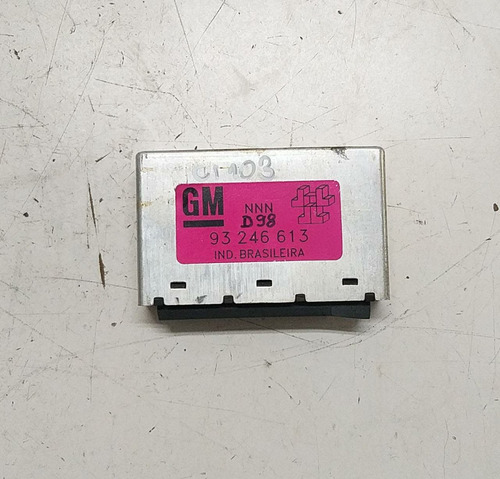 GM
NNN
D98
93 246 613
IND. BRASILEIRA